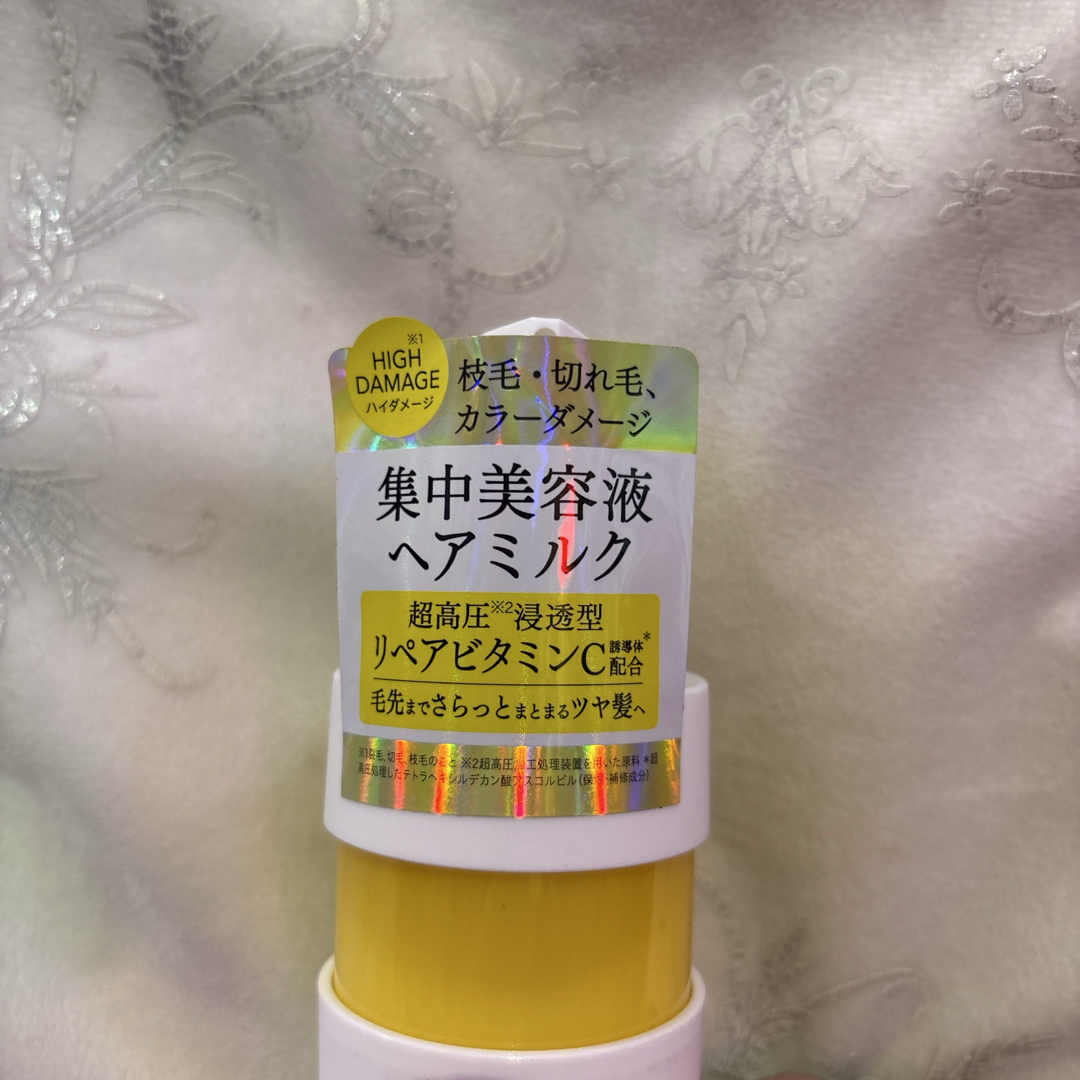 ※1
HIGH
DAMAGE
ハイダメージ
枝毛・切れ毛、
カラーダメージ
集中美容液
ヘアミルク
超高圧※2浸透型
リペアビタミンC誘導体*配合
毛先までさらっとまとまるツヤ髪へ
※1裂毛、切毛、枝毛のこと ※2超高圧加工処理装置を用いた原料 *超
高圧処理したテトラヘキシルデカン酸アスコルビル(保湿・補修成分)